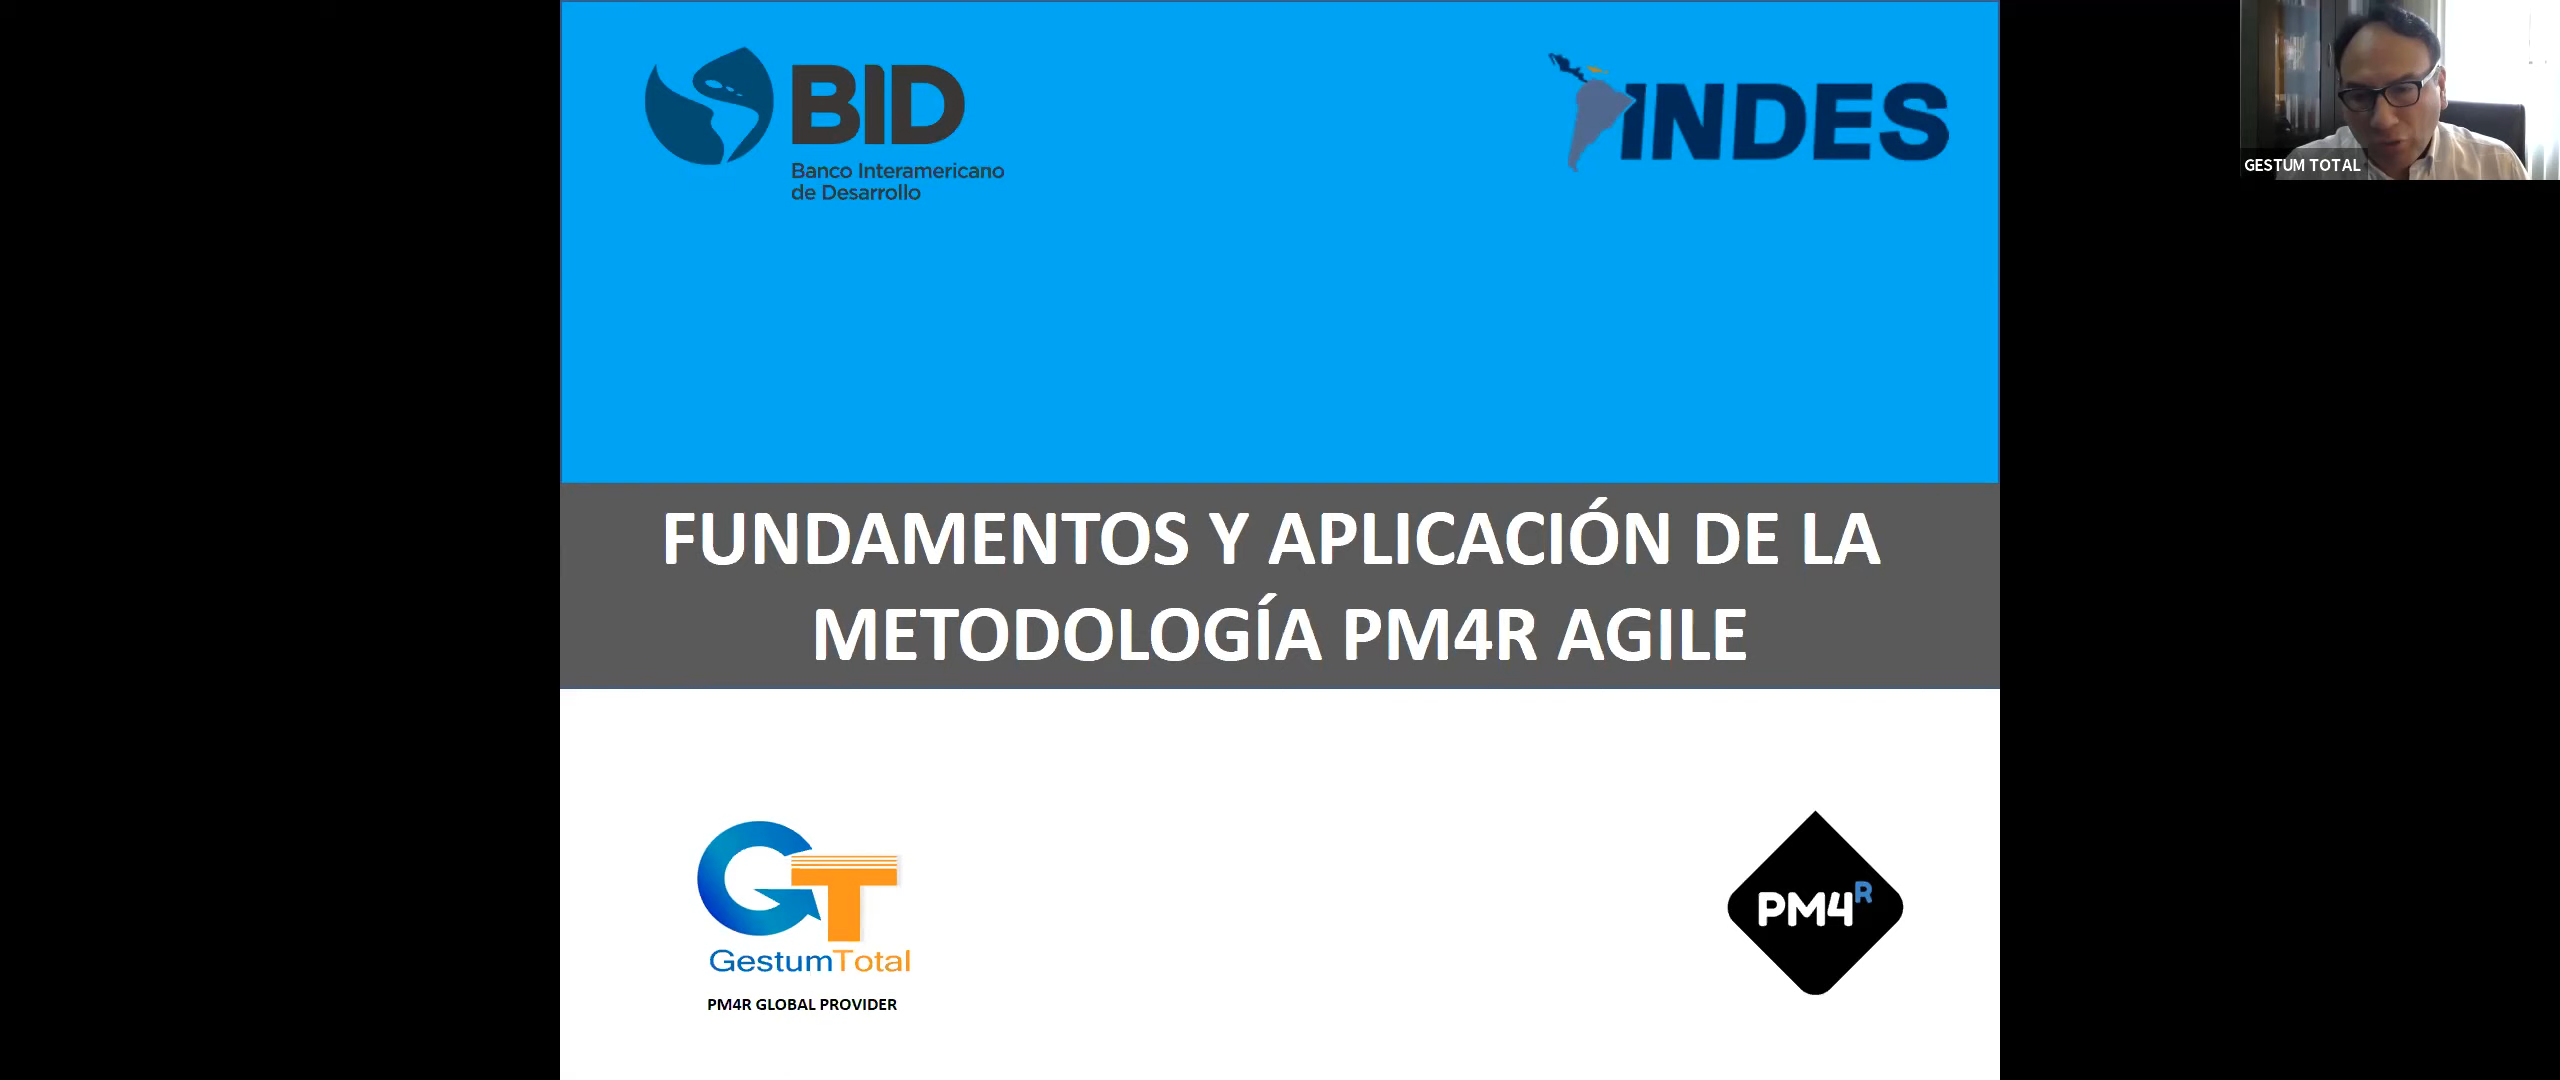 BID
Banco Interamericano
de Desarrollo
INDES
GESTUM TOTAL
FUNDAMENTOS Y APLICACIÓN DE LA
METODOLOGÍA PM4R AGILE
GT
GestumTotal
PM4R GLOBAL PROVIDER
PM4R